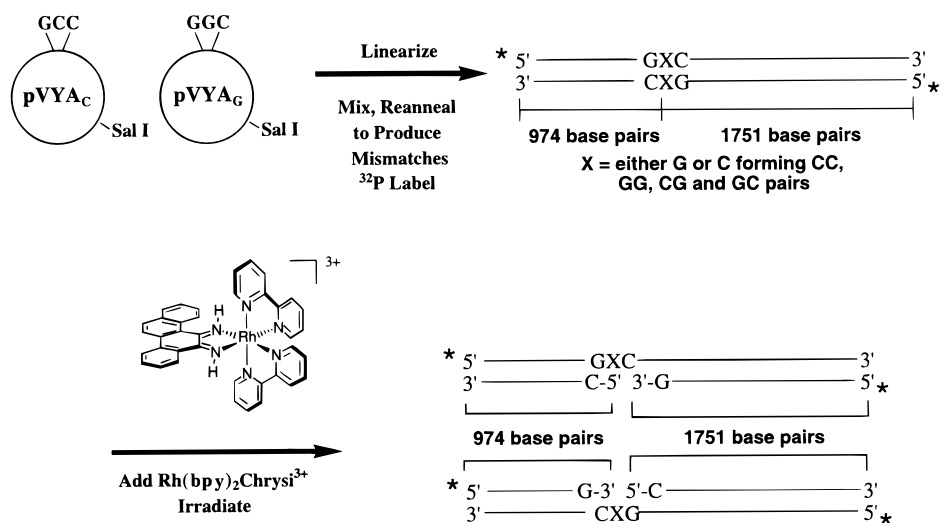 GCC GGC
pVYA_C pVYA_G
Sal I Sal I
Linearize
Mix, Reanneal
to Produce
Mismatches
³²P Label
* 5' GXC 3'
3' CXG 5' *
974 base pairs 1751 base pairs
X = either G or C forming CC,
GG, CG and GC pairs
3+
H
N N
Rh
N N
H N
N
Add Rh(bpy)₂Chrysi³⁺
Irradiate
* 5' GXC 3'
3' C-5' 3'-G 5' *
974 base pairs 1751 base pairs
* 5' G-3' 5'-C 3'
3' CXG 5' *